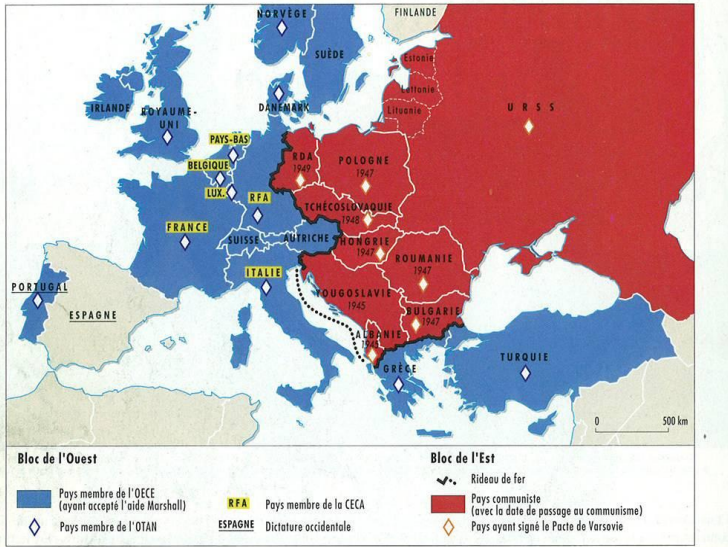 NORVÈGE
FINLANDE
SUÈDE
Estonie
Lettonie
Lituanie
IRLANDE
ROYAUME-
UNI
DANEMARK
URSS
PAYS-BAS
BELGIQUE
LUX.
RFA
RDA
1949
POLOGNE
1947
TCHÉCOSLOVAQUIE
1948
FRANCE
SUISSE
AUTRICHE
HONGRIE
1947
ROUMANIE
1947
ITALIE
YOUGOSLAVIE
1945
BULGARIE
1947
ALBANIE
1945
PORTUGAL
ESPAGNE
GRÈCE
TURQUIE
0 500 km
Bloc de l'Ouest
Pays membre de l'OECE
(ayant accepté l'aide Marshall)
Pays membre de l'OTAN
RFA Pays membre de la CECA
ESPAGNE Dictature occidentale
Bloc de l'Est
Rideau de fer
Pays communiste
(avec la date de passage au communisme)
Pays ayant signé le Pacte de Varsovie